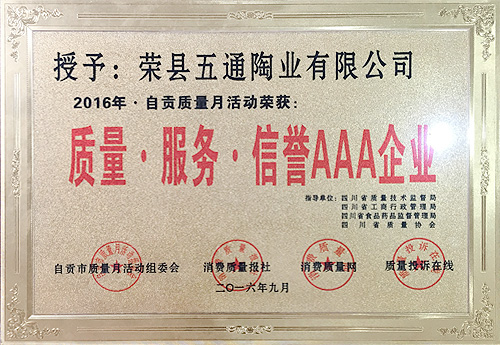 授予：荣县五通陶业有限公司
2016年·自贡质量月活动荣获：
质量·服务·信誉AAA企业
指导单位：四川省质量技术监督局
四川省工商行政管理局
四川省食品药品监督管理局
四川省质量协会
自贡市质量月活动组委会 消费质量报社 消费质量网 质量投诉在线
二〇一六年九月